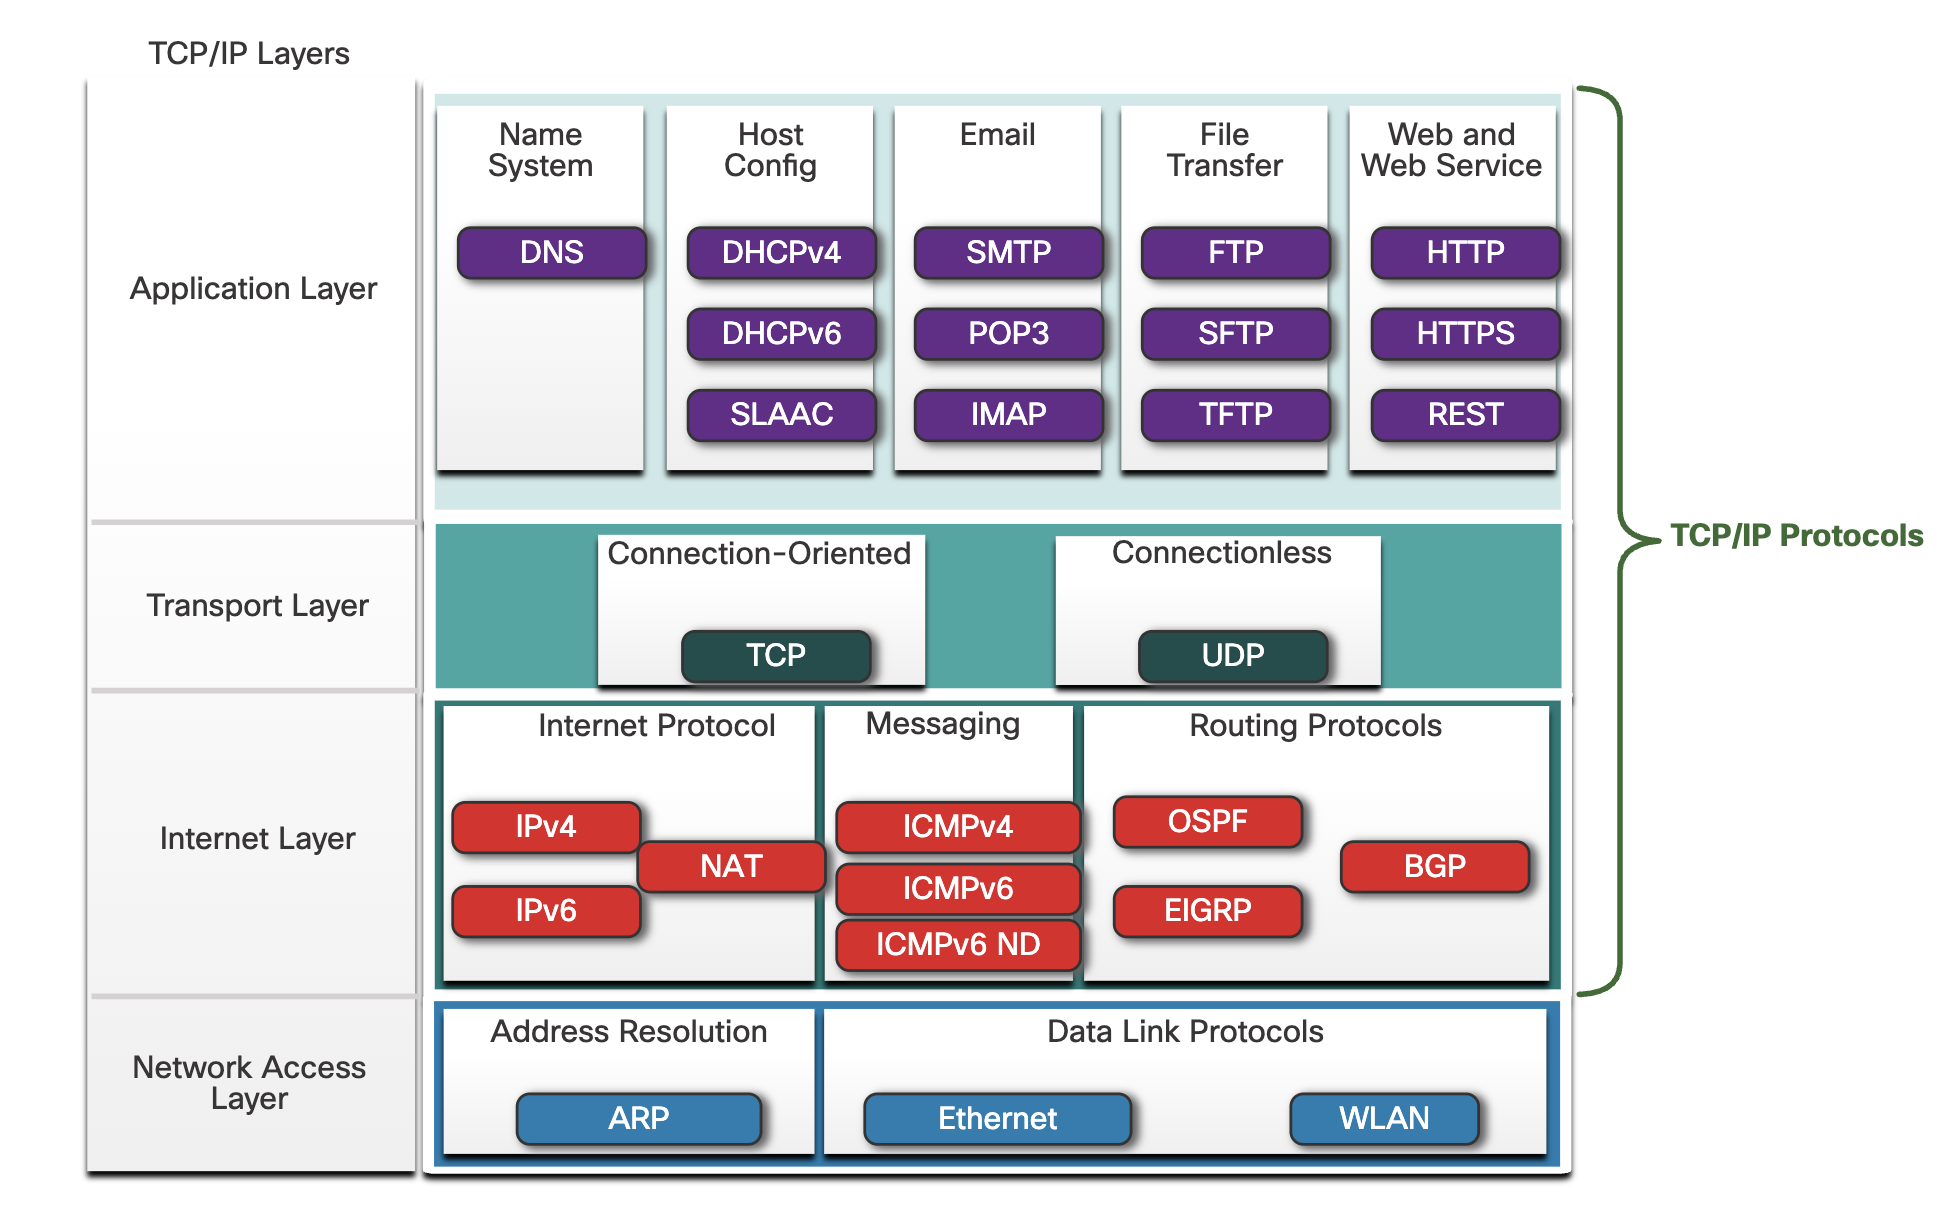 TCP/IP Layers
Application Layer
Name
System
DNS
Host
Config
DHCPv4
DHCPv6
SLAAC
Email
SMTP
POP3
IMAP
File
Transfer
FTP
SFTP
TFTP
Web and
Web Service
HTTP
HTTPS
REST
TCP/IP Protocols
Transport Layer
Connection-Oriented
TCP
Connectionless
UDP
Internet Layer
Internet Protocol
IPv4
NAT
IPv6
Messaging
ICMPv4
ICMPv6
ICMPv6 ND
Routing Protocols
OSPF
BGP
EIGRP
Network Access
Layer
Address Resolution
ARP
Data Link Protocols
Ethernet
WLAN